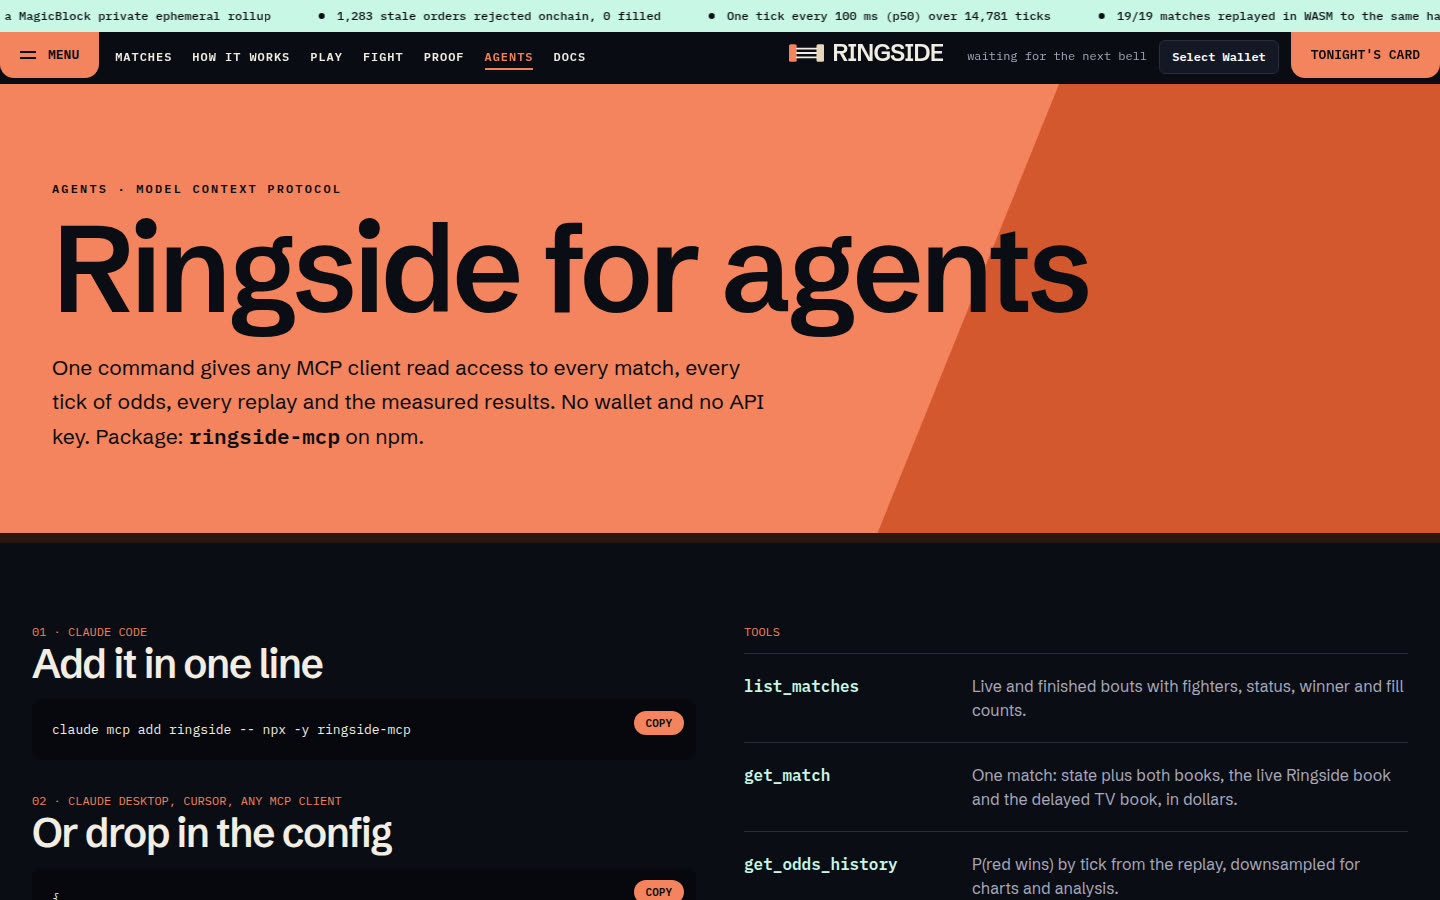 a MagicBlock private ephemeral rollup • 1,283 stale orders rejected onchain, 0 filled • One tick every 100 ms (p50) over 14,781 ticks • 19/19 matches replayed in WASM to the same ha
MENU MATCHES HOW IT WORKS PLAY FIGHT PROOF AGENTS DOCS RINGSIDE waiting for the next bell Select Wallet TONIGHT'S CARD
AGENTS · MODEL CONTEXT PROTOCOL
Ringside for agents
One command gives any MCP client read access to every match, every
tick of odds, every replay and the measured results. No wallet and no API
key. Package: ringside-mcp on npm.
01 · CLAUDE CODE
Add it in one line
claude mcp add ringside -- npx -y ringside-mcp
COPY
02 · CLAUDE DESKTOP, CURSOR, ANY MCP CLIENT
Or drop in the config
{
COPY
TOOLS
list_matches
Live and finished bouts with fighters, status, winner and fill
counts.
get_match
One match: state plus both books, the live Ringside book
and the delayed TV book, in dollars.
get_odds_history
P(red wins) by tick from the replay, downsampled for
charts and analysis.